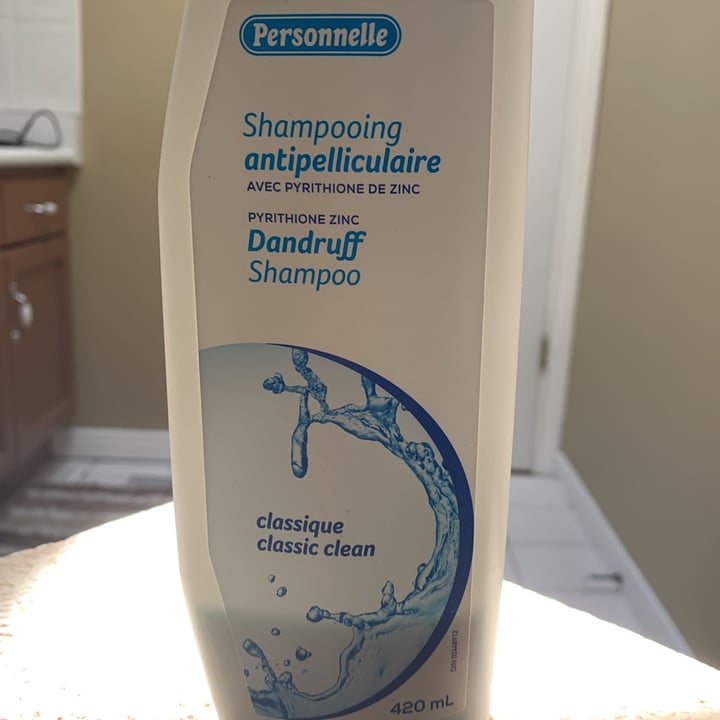 Personnelle
Shampooing
antipelliculaire
AVEC PYRITHIONE DE ZINC
PYRITHIONE ZINC
Dandruff
Shampoo
classique
classic clean
420 mL